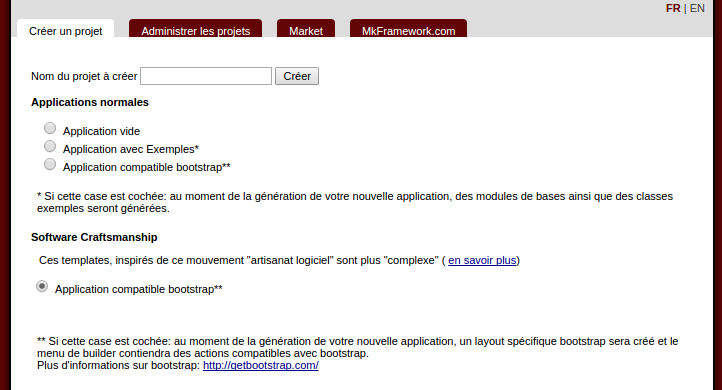 FR | EN
Créer un projet Administrer les projets Market MkFramework.com
Nom du projet à créer Créer
Applications normales
Application vide
Application avec Exemples*
Application compatible bootstrap**
* Si cette case est cochée: au moment de la génération de votre nouvelle application, des modules de bases ainsi que des classes
exemples seront générées.
Software Craftsmanship
Ces templates, inspirés de ce mouvement "artisanat logiciel" sont plus "complexe" ( en savoir plus)
Application compatible bootstrap**
** Si cette case est cochée: au moment de la génération de votre nouvelle application, un layout spécifique bootstrap sera créé et le
menu de builder contiendra des actions compatibles avec bootstrap.
Plus d'informations sur bootstrap: http://getbootstrap.com/